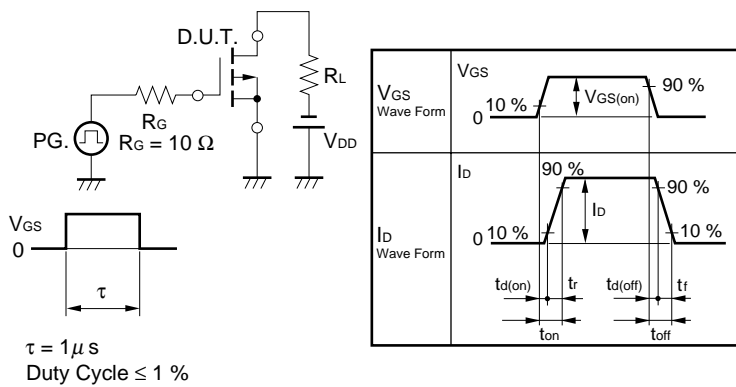 D.U.T.
RL
RG
RG = 10 Ω
PG.
VDD
VGS
0
τ
τ = 1μ s
Duty Cycle ≤ 1 %
VGS
Wave Form
VGS
10 %
0
VGS(on)
90 %
ID
Wave Form
ID
90 %
90 %
ID
0
10 %
10 %
td(on)
tr
td(off)
tf
ton
toff